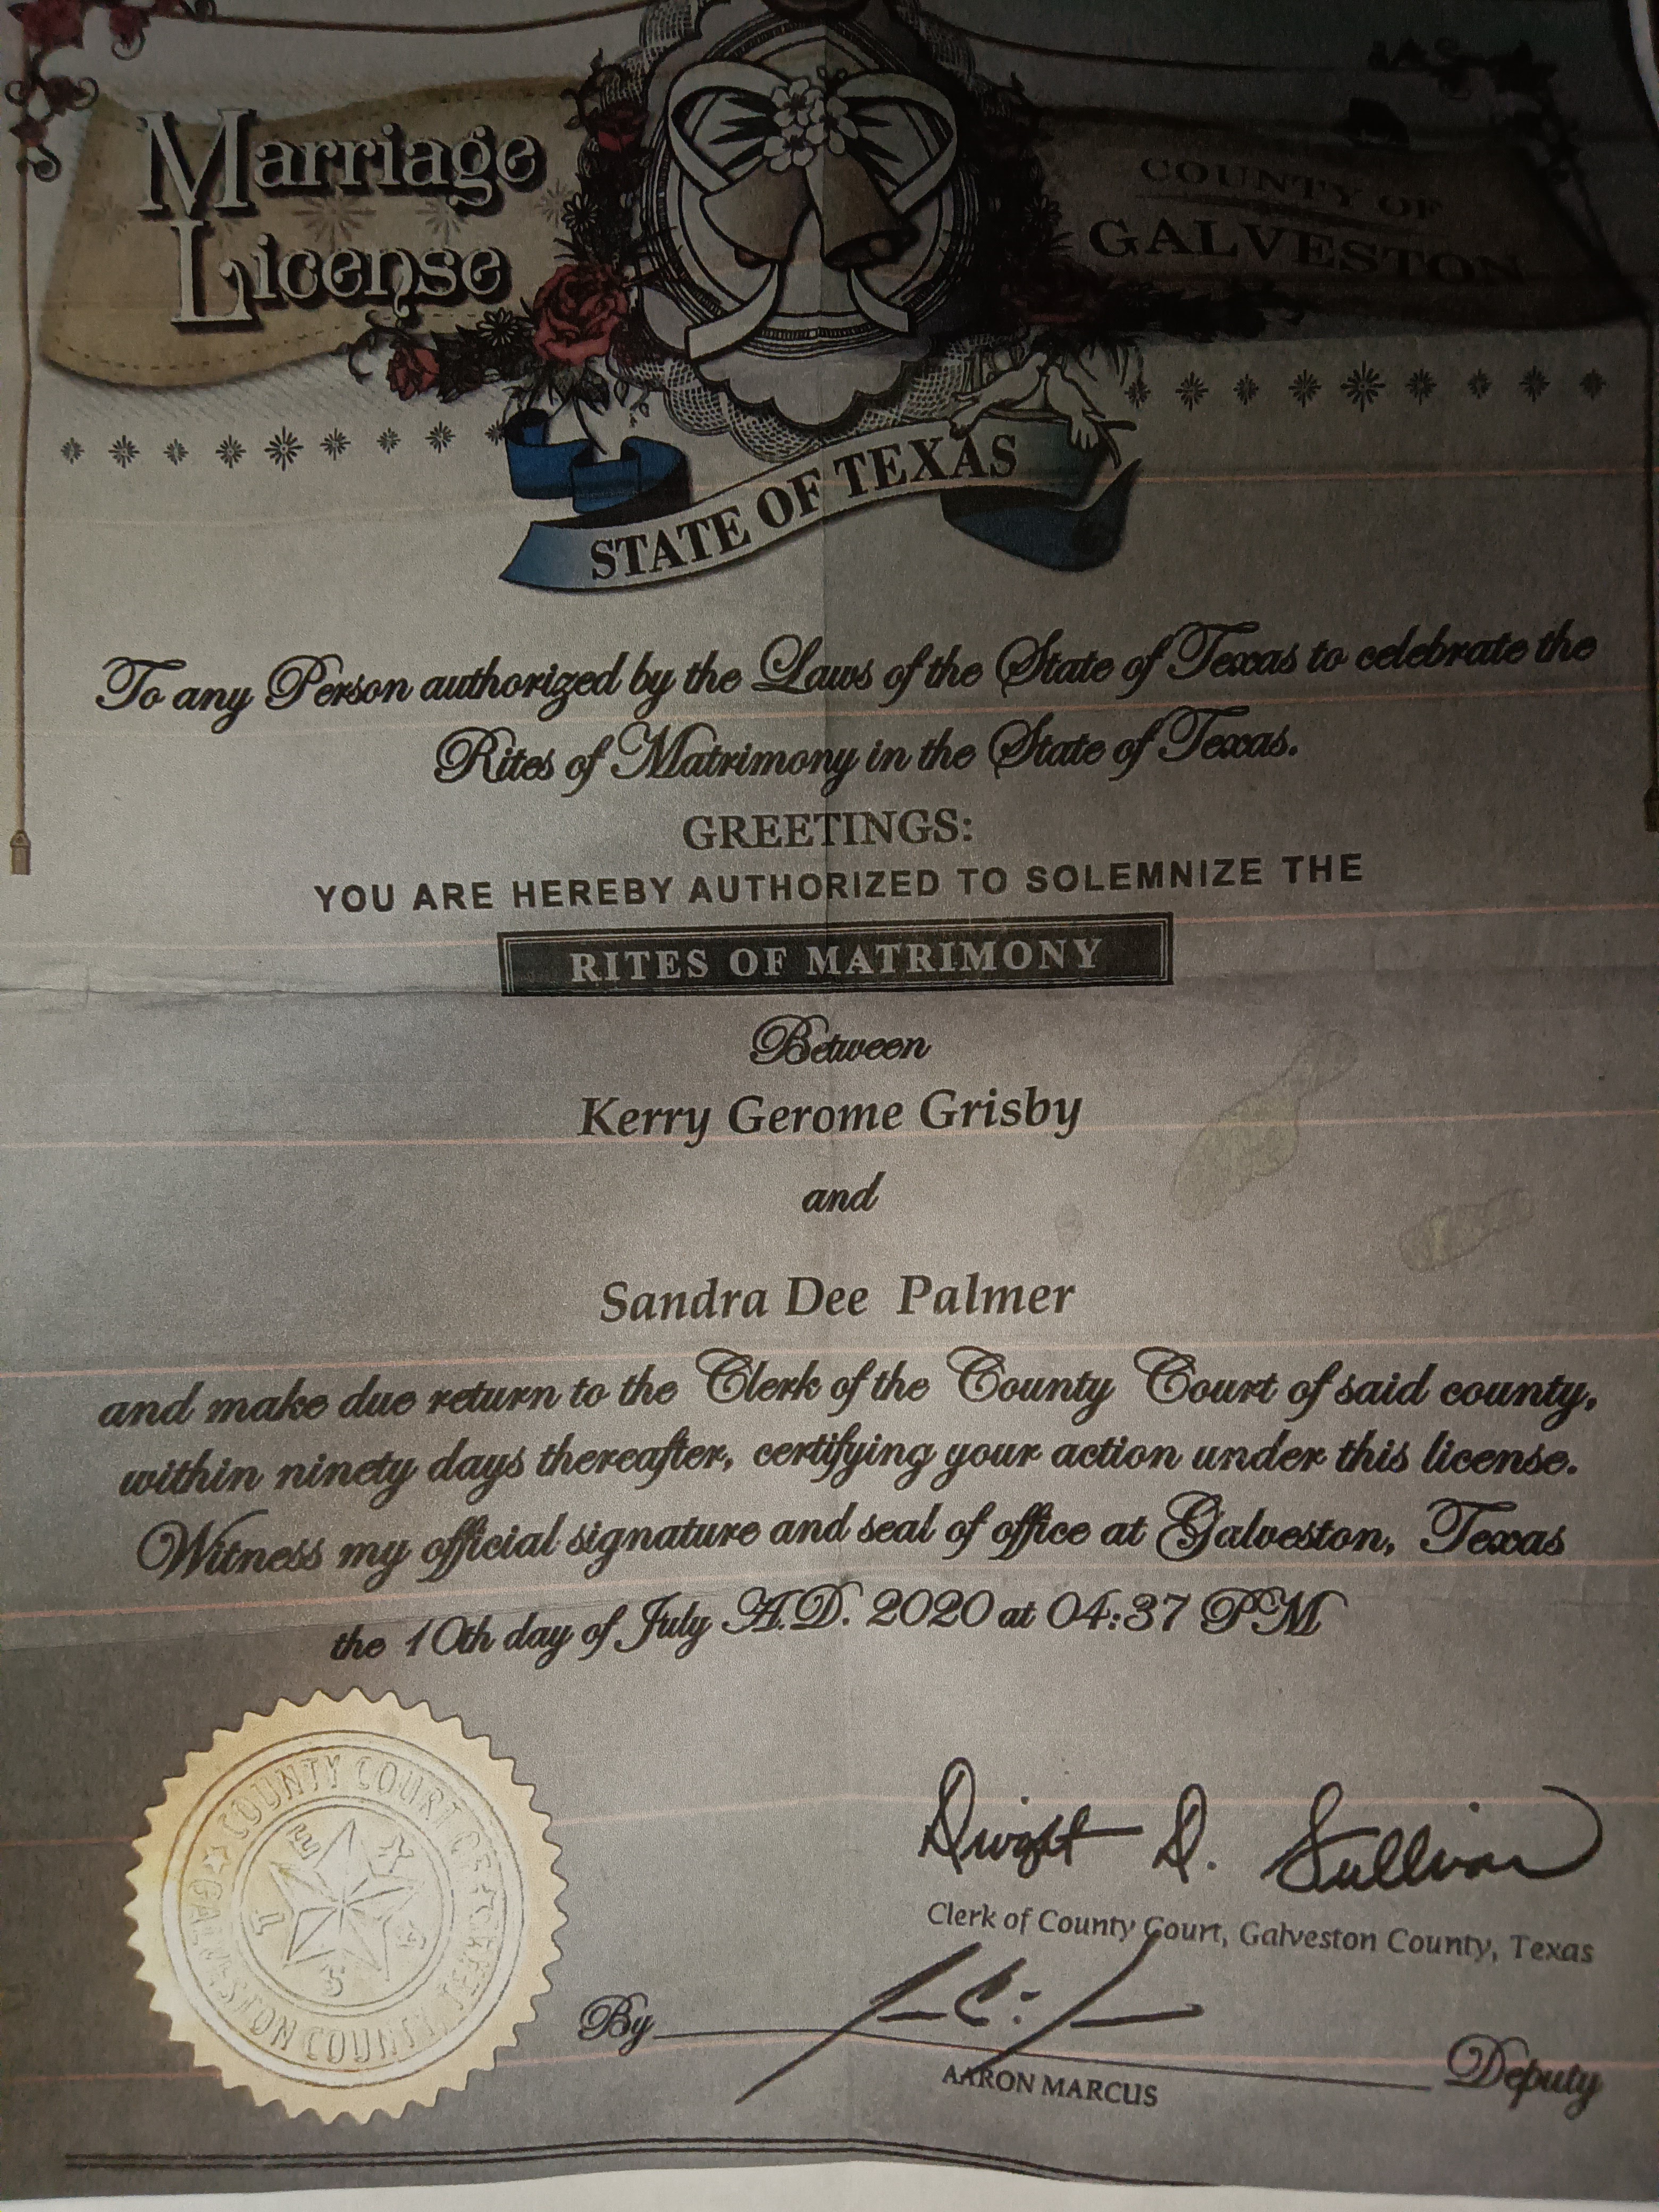 Marriage
License
COUNTY OF
GALVESTON
STATE OF TEXAS
To any Person authorized by the Laws of the State of Texas to celebrate the
Rites of Matrimony in the State of Texas.
GREETINGS:
YOU ARE HEREBY AUTHORIZED TO SOLEMNIZE THE
RITES OF MATRIMONY
Between
Kerry Gerome Grisby
and
Sandra Dee Palmer
and make due return to the Clerk of the County Court of said county,
within ninety days thereafter, certifying your action under this license.
Witness my official signature and seal of office at Galveston, Texas
the 10th day of July A.D. 2020 at 04:37 PM
COUNTY COURT
GALVESTON COUNTY,
TEXAS
Dwight D. Sullivan
Clerk of County Court, Galveston County, Texas
By
Deputy
AARON MARCUS